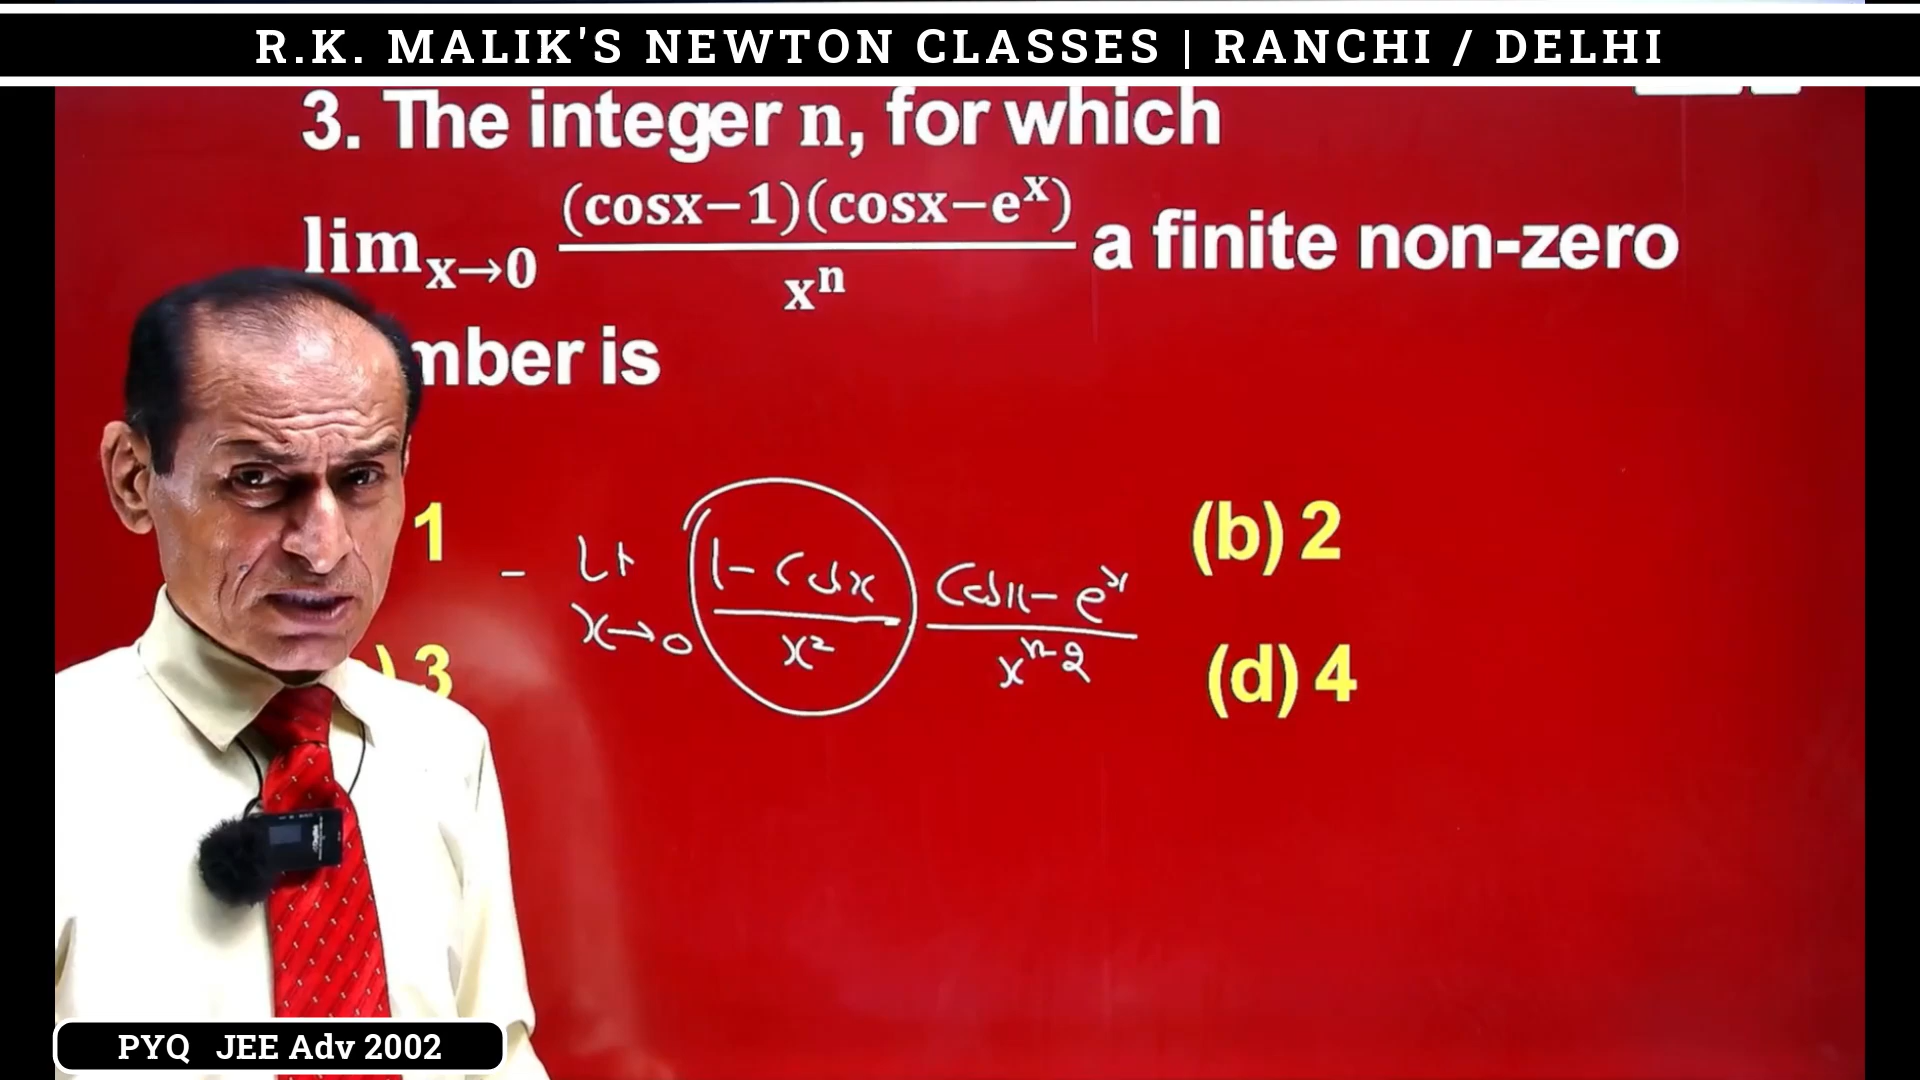 R.K. MALIK'S NEWTON CLASSES | RANCHI / DELHI
3. The integer n, for which
lim x→0 (cosx−1)(cosx−e^x) / x^n a finite non-zero
mber is
1
(b) 2
− Lt x→0 (1 − cosx / x²) (cosx − e^x / x^(n-2))
) 3
(d) 4
PYQ JEE Adv 2002